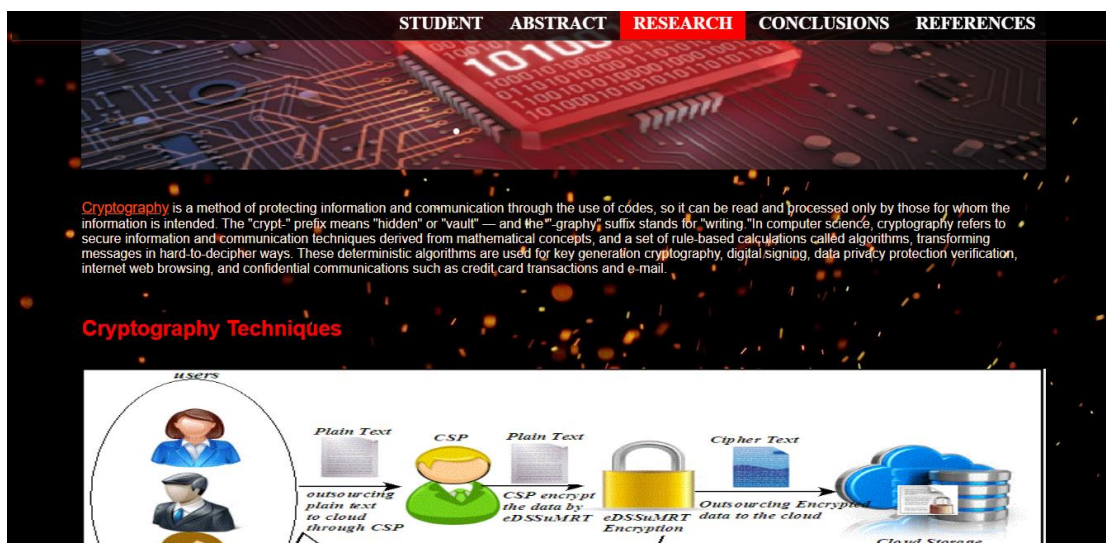 STUDENT ABSTRACT RESEARCH CONCLUSIONS REFERENCES
10100
Cryptography is a method of protecting information and communication through the use of codes, so it can be read and processed only by those for whom the
information is intended. The "crypt-" prefix means "hidden" or "vault" — and the"-graphy" suffix stands for "writing."In computer science, cryptography refers to
secure information and communication techniques derived from mathematical concepts, and a set of rule-based calculations called algorithms, transforming
messages in hard-to-decipher ways. These deterministic algorithms are used for key generation cryptography, digital signing, data privacy protection verification,
internet web browsing, and confidential communications such as credit card transactions and e-mail.
Cryptography Techniques
users
Plain Text
CSP
Plain Text
Cipher Text
outsourcing
plain text
to cloud
through CSP
CSP encrypt
the data by
eDSSuMRT
eDSSuMRT
Encryption
Outsourcing Encrypted
data to the cloud
Cloud Storage